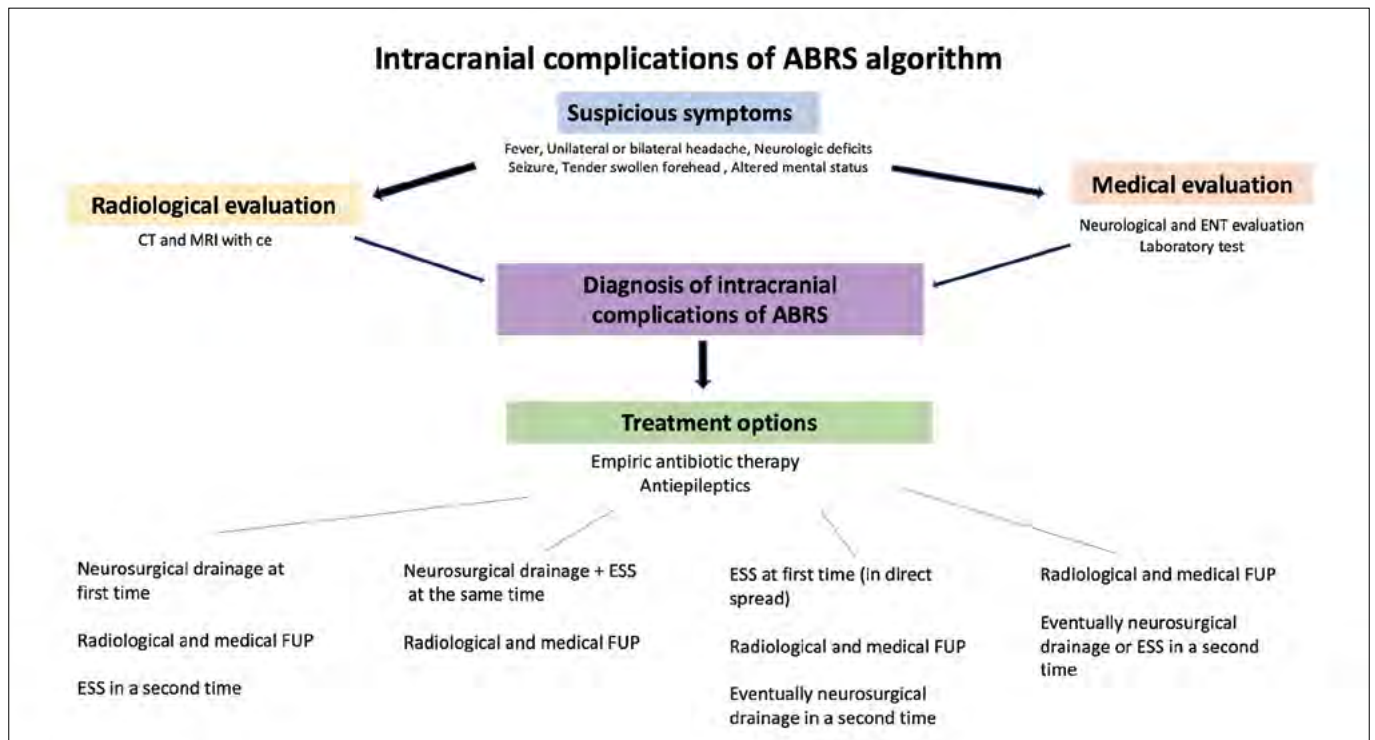 Intracranial complications of ABRS algorithm
Suspicious symptoms
Fever, Unilateral or bilateral headache, Neurologic deficits
Seizure, Tender swollen forehead , Altered mental status
Radiological evaluation
CT and MRI with ce
Medical evaluation
Neurological and ENT evaluation
Laboratory test
Diagnosis of intracranial
complications of ABRS
Treatment options
Empiric antibiotic therapy
Antiepileptics
Neurosurgical drainage at
first time
Radiological and medical FUP
ESS in a second time
Neurosurgical drainage + ESS
at the same time
Radiological and medical FUP
ESS at first time (in direct
spread)
Radiological and medical FUP
Eventually neurosurgical
drainage in a second time
Radiological and medical FUP
Eventually neurosurgical
drainage or ESS in a second
time